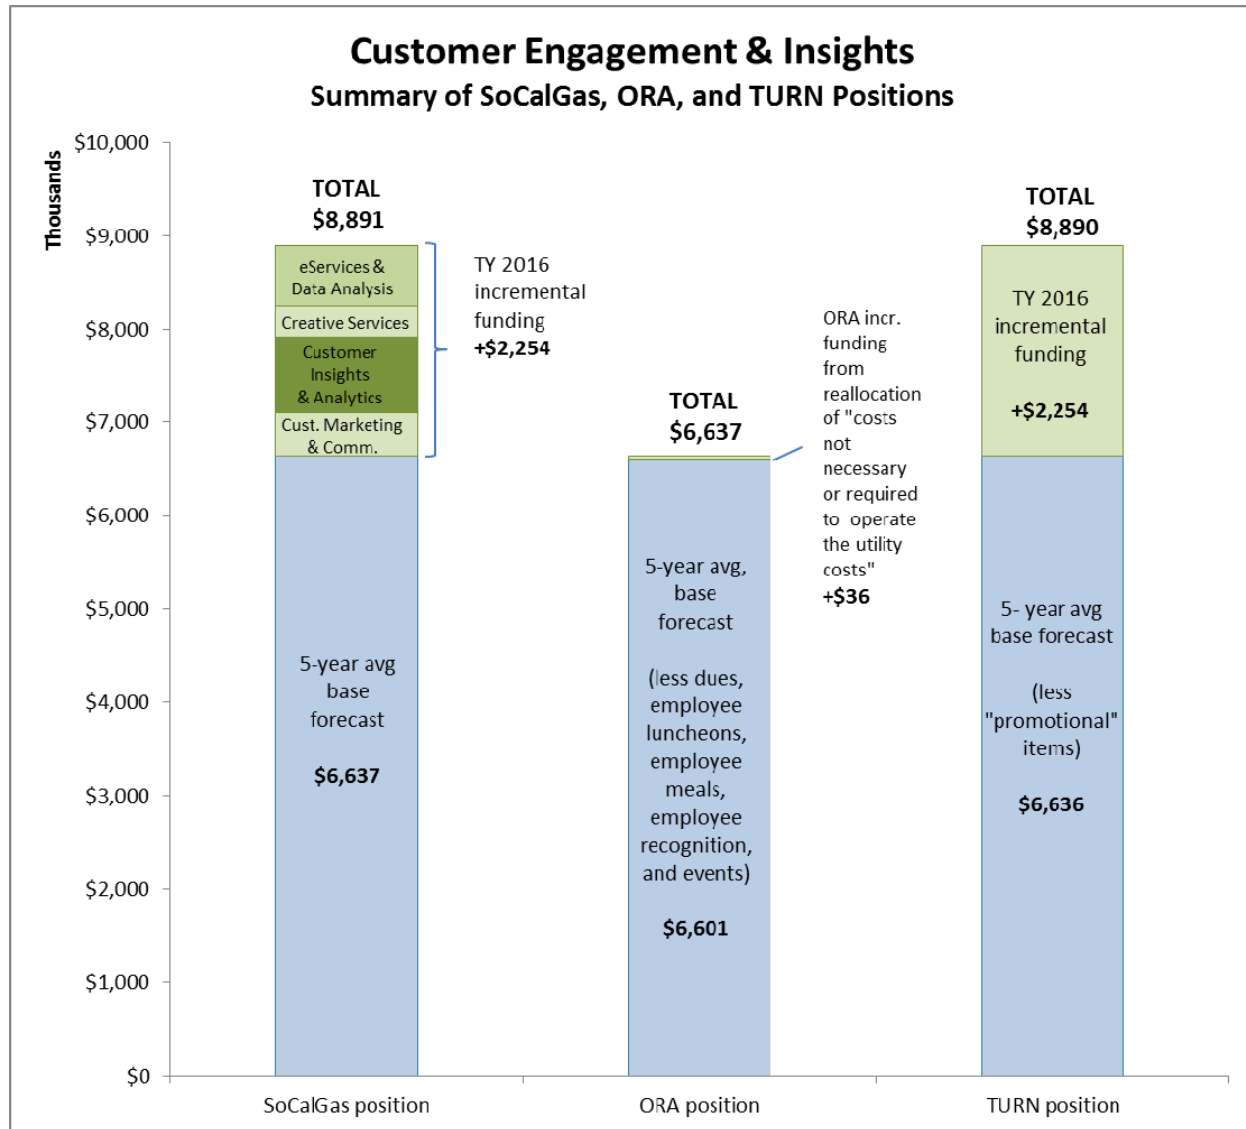 Customer Engagement & Insights
Summary of SoCalGas, ORA, and TURN Positions
Thousands
$10,000
$9,000
$8,000
$7,000
$6,000
$5,000
$4,000
$3,000
$2,000
$1,000
$0
TOTAL
$8,891
eServices &
Data Analysis
Creative Services
Customer
Insights
& Analytics
Cust. Marketing
& Comm.
5-year avg
base
forecast
$6,637
TY 2016
incremental
funding
+$2,254
TOTAL
$6,637
5-year avg,
base
forecast
(less dues,
employee
luncheons,
employee
meals,
employee
recognition,
and events)
$6,601
ORA incr.
funding
from
reallocation
of "costs
not
necessary
or required
to operate
the utility
costs"
+$36
TOTAL
$8,890
TY 2016
incremental
funding
+$2,254
5- year avg
base forecast
(less
"promotional"
items)
$6,636
SoCalGas position
ORA position
TURN position